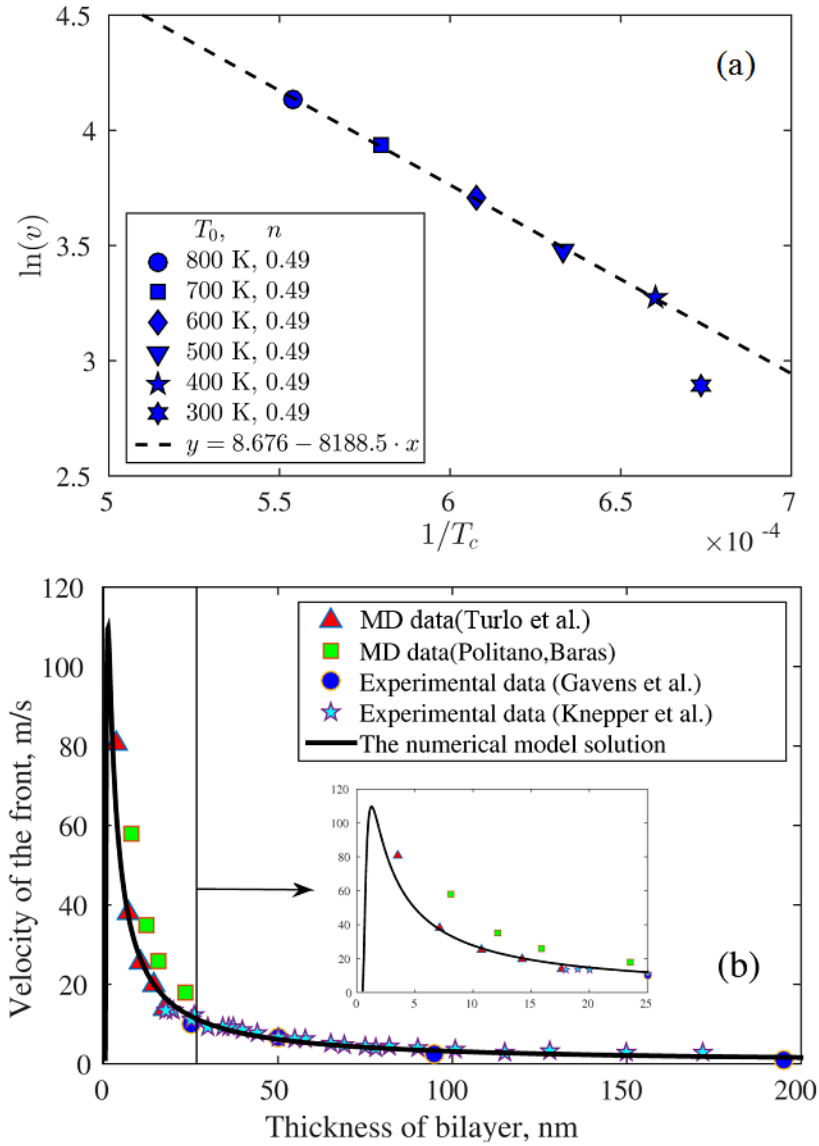 4.5
(a)
4
ln(v)
3.5
3
2.5
T₀, n
800 K, 0.49
700 K, 0.49
600 K, 0.49
500 K, 0.49
400 K, 0.49
300 K, 0.49
y = 8.676 − 8188.5 · x
5 5.5 6 6.5 7
1/T_c
×10⁻⁴
120
100
80
60
40
20
0
Velocity of the front, m/s
MD data(Turlo et al.)
MD data(Politano,Baras)
Experimental data (Gavens et al.)
Experimental data (Knepper et al.)
The numerical model solution
120
100
80
60
40
20
0
0 5 10 15 20 25
(b)
0 50 100 150 200
Thickness of bilayer, nm